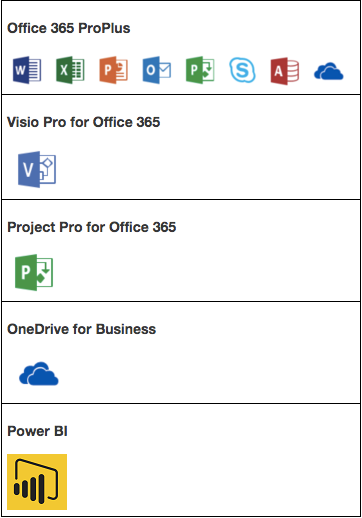 Office 365 ProPlus
W X P O P S A
Visio Pro for Office 365
V
Project Pro for Office 365
P
OneDrive for Business
Power BI